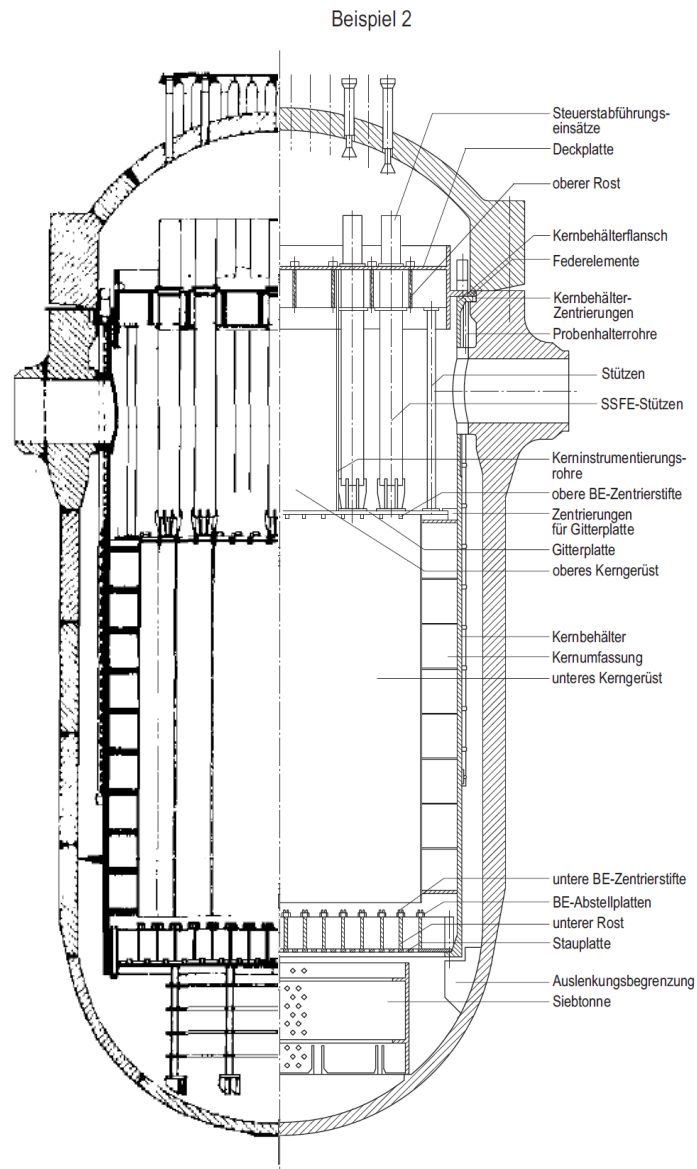 Beispiel 2
Steuerstabführungs-
einsätze
Deckplatte
oberer Rost
Kernbehälterflansch
Federelemente
Kernbehälter-
Zentrierungen
Probenhalterrohre
Stützen
SSFE-Stützen
Kerninstrumentierungs-
rohre
obere BE-Zentrierstifte
Zentrierungen
für Gitterplatte
Gitterplatte
oberes Kerngerüst
Kernbehälter
Kernumfassung
unteres Kerngerüst
untere BE-Zentrierstifte
BE-Abstellplatten
unterer Rost
Stauplatte
Auslenkungsbegrenzung
Siebtonne